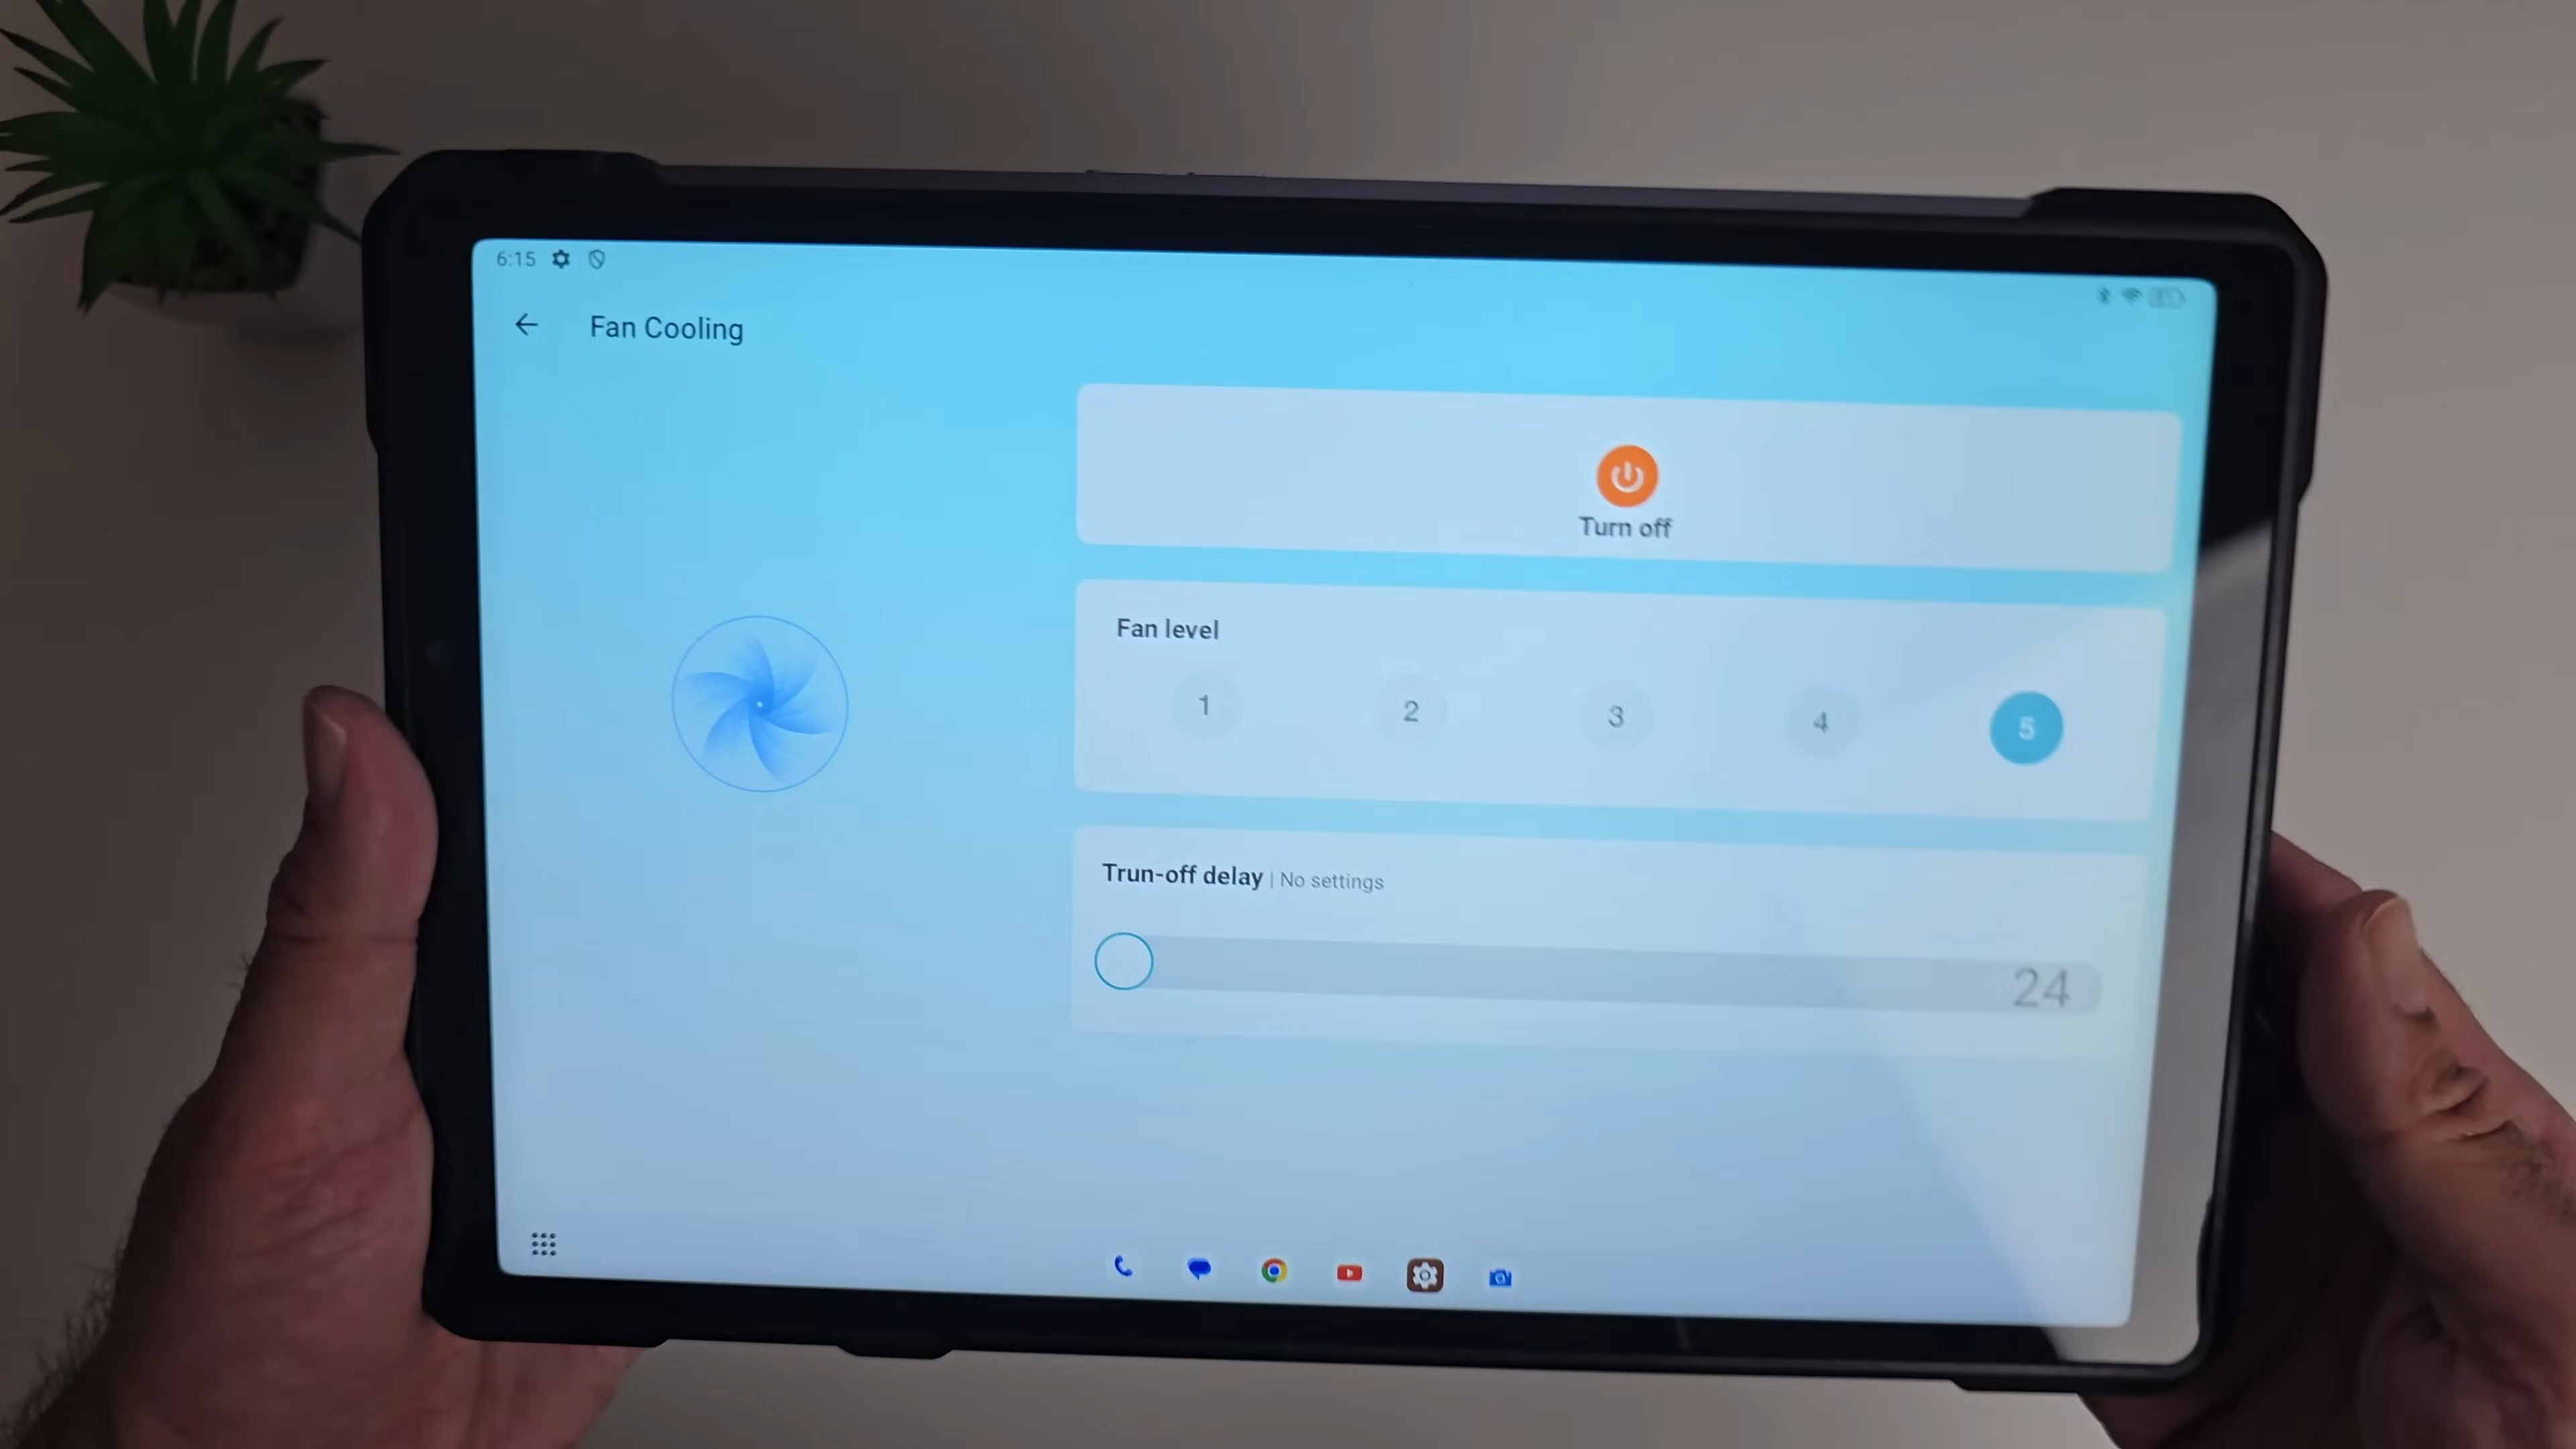 6:15
Fan Cooling
Turn off
Fan level
1 2 3 4 5
Trun-off delay | No settings
24